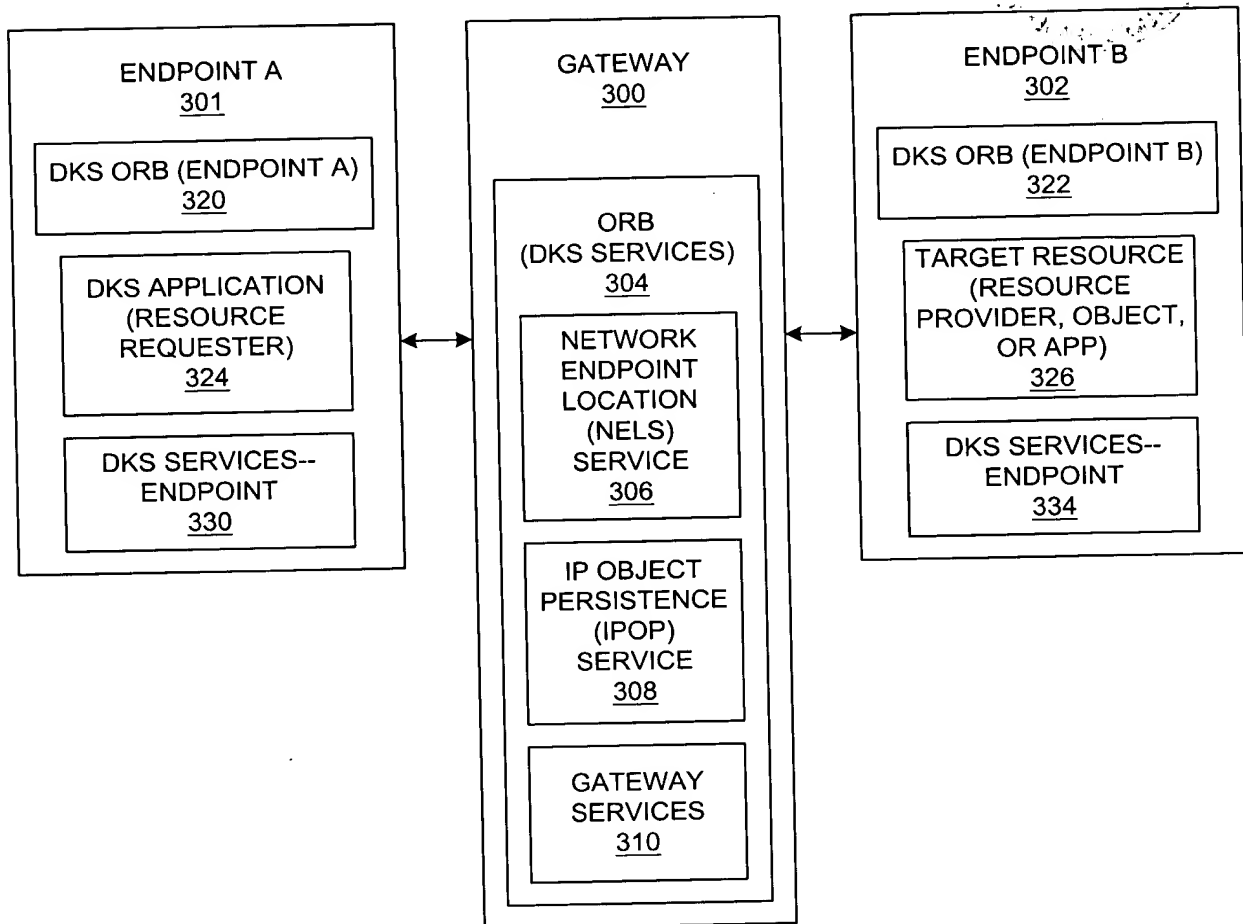 ENDPOINT A
301
DKS ORB (ENDPOINT A)
320
DKS APPLICATION
(RESOURCE
REQUESTER)
324
DKS SERVICES--
ENDPOINT
330
GATEWAY
300
ORB
(DKS SERVICES)
304
NETWORK
ENDPOINT
LOCATION
(NELS)
SERVICE
306
IP OBJECT
PERSISTENCE
(IPOP)
SERVICE
308
GATEWAY
SERVICES
310
ENDPOINT B
302
DKS ORB (ENDPOINT B)
322
TARGET RESOURCE
(RESOURCE
PROVIDER, OBJECT,
OR APP)
326
DKS SERVICES--
ENDPOINT
334